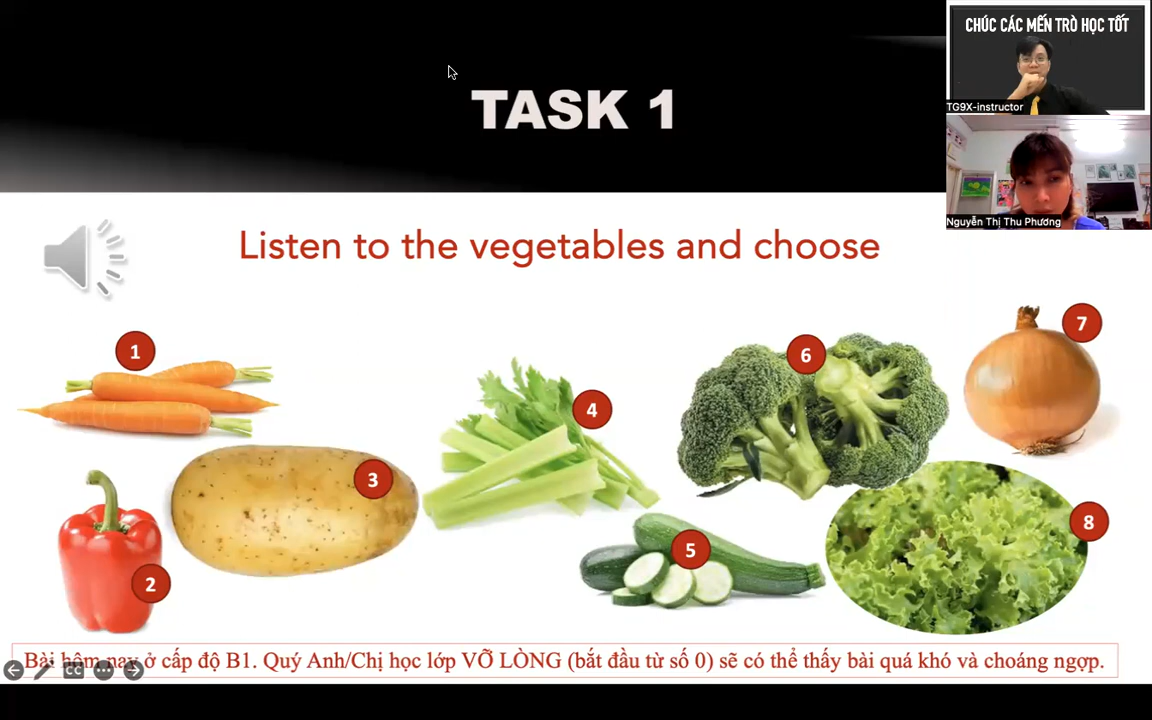 CHÚC CÁC MẾN TRÒ HỌC TỐT
TG9X-instructor
Nguyễn Thị Thu Phương
TASK 1
Listen to the vegetables and choose
1
2
3
4
5
6
7
8
Bài hôm nay ở cấp độ B1. Quý Anh/Chị học lớp VỠ LÒNG (bắt đầu từ số 0) sẽ có thể thấy bài quá khó và choáng ngợp.
CC